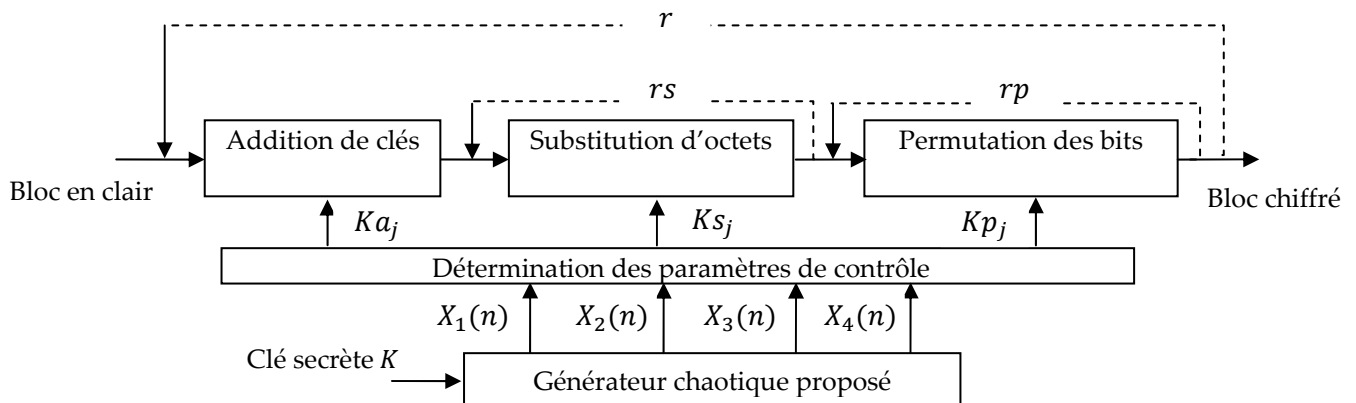 r
rs
rp
Addition de clés
Substitution d'octets
Permutation des bits
Bloc en clair
Bloc chiffré
Ka_j
Ks_j
Kp_j
Détermination des paramètres de contrôle
X_1(n)
X_2(n)
X_3(n)
X_4(n)
Clé secrète K
Générateur chaotique proposé